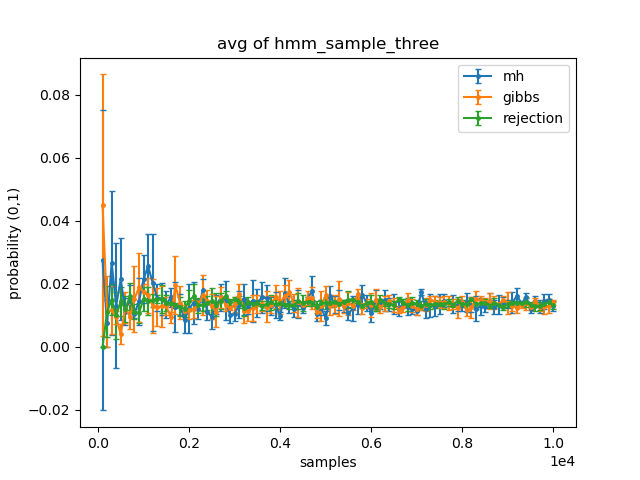 avg of hmm_sample_three
mh
gibbs
rejection
probability (0,1)
0.08
0.06
0.04
0.02
0.00
−0.02
0.0
0.2
0.4
0.6
0.8
1.0
1e4
samples